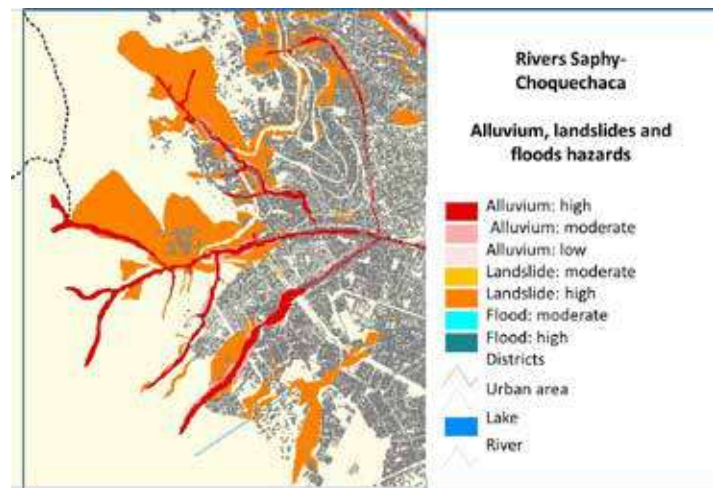 Rivers Saphy-
Choquechaca
Alluvium, landslides and
floods hazards
Alluvium: high
Alluvium: moderate
Alluvium: low
Landslide: moderate
Landslide: high
Flood: moderate
Flood: high
Districts
Urban area
Lake
River